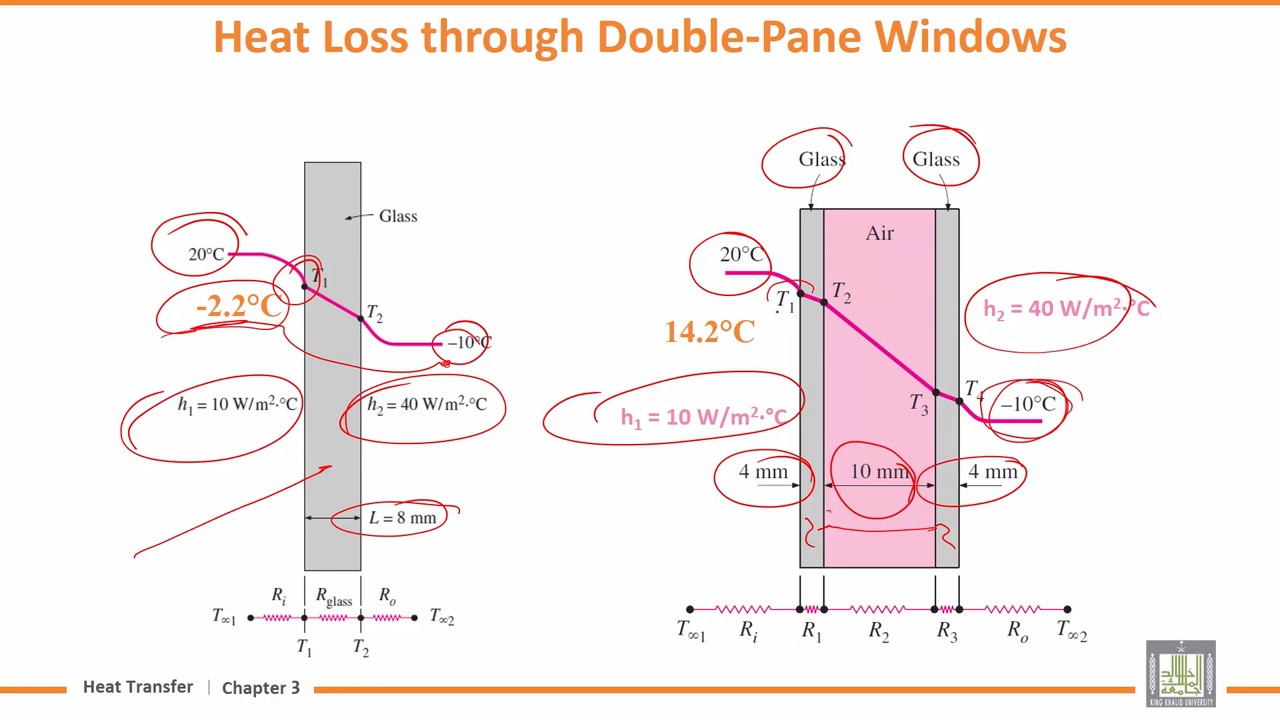 Heat Loss through Double-Pane Windows
Glass
20°C
T1
-2.2°C
T2
–10°C
h1 = 10 W/m2·°C
h2 = 40 W/m2·°C
L = 8 mm
Ri
Rglass
Ro
T∞1
T∞2
T1
T2
Glass
Glass
Air
20°C
T1
T2
14.2°C
h2 = 40 W/m2·°C
h1 = 10 W/m2·°C
T3
T4
–10°C
4 mm
10 mm
4 mm
T∞1
Ri
R1
R2
R3
Ro
T∞2
Heat Transfer | Chapter 3
KING KHALID UNIVERSITY